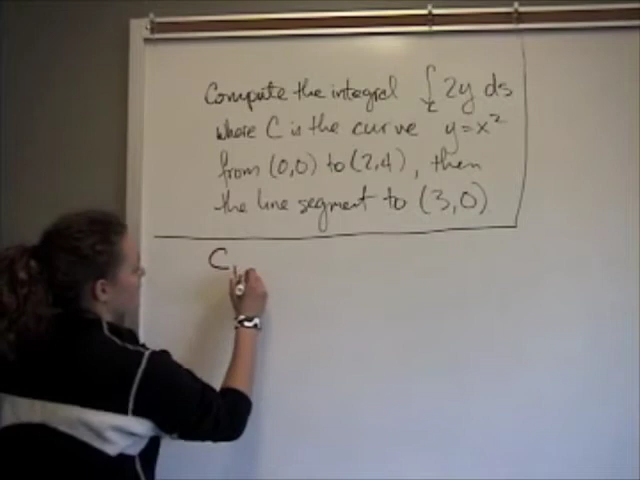 Compute the integral ∫_C 2y ds
where C is the curve y=x²
from (0,0) to (2,4), then
the line segment to (3,0)
C₁